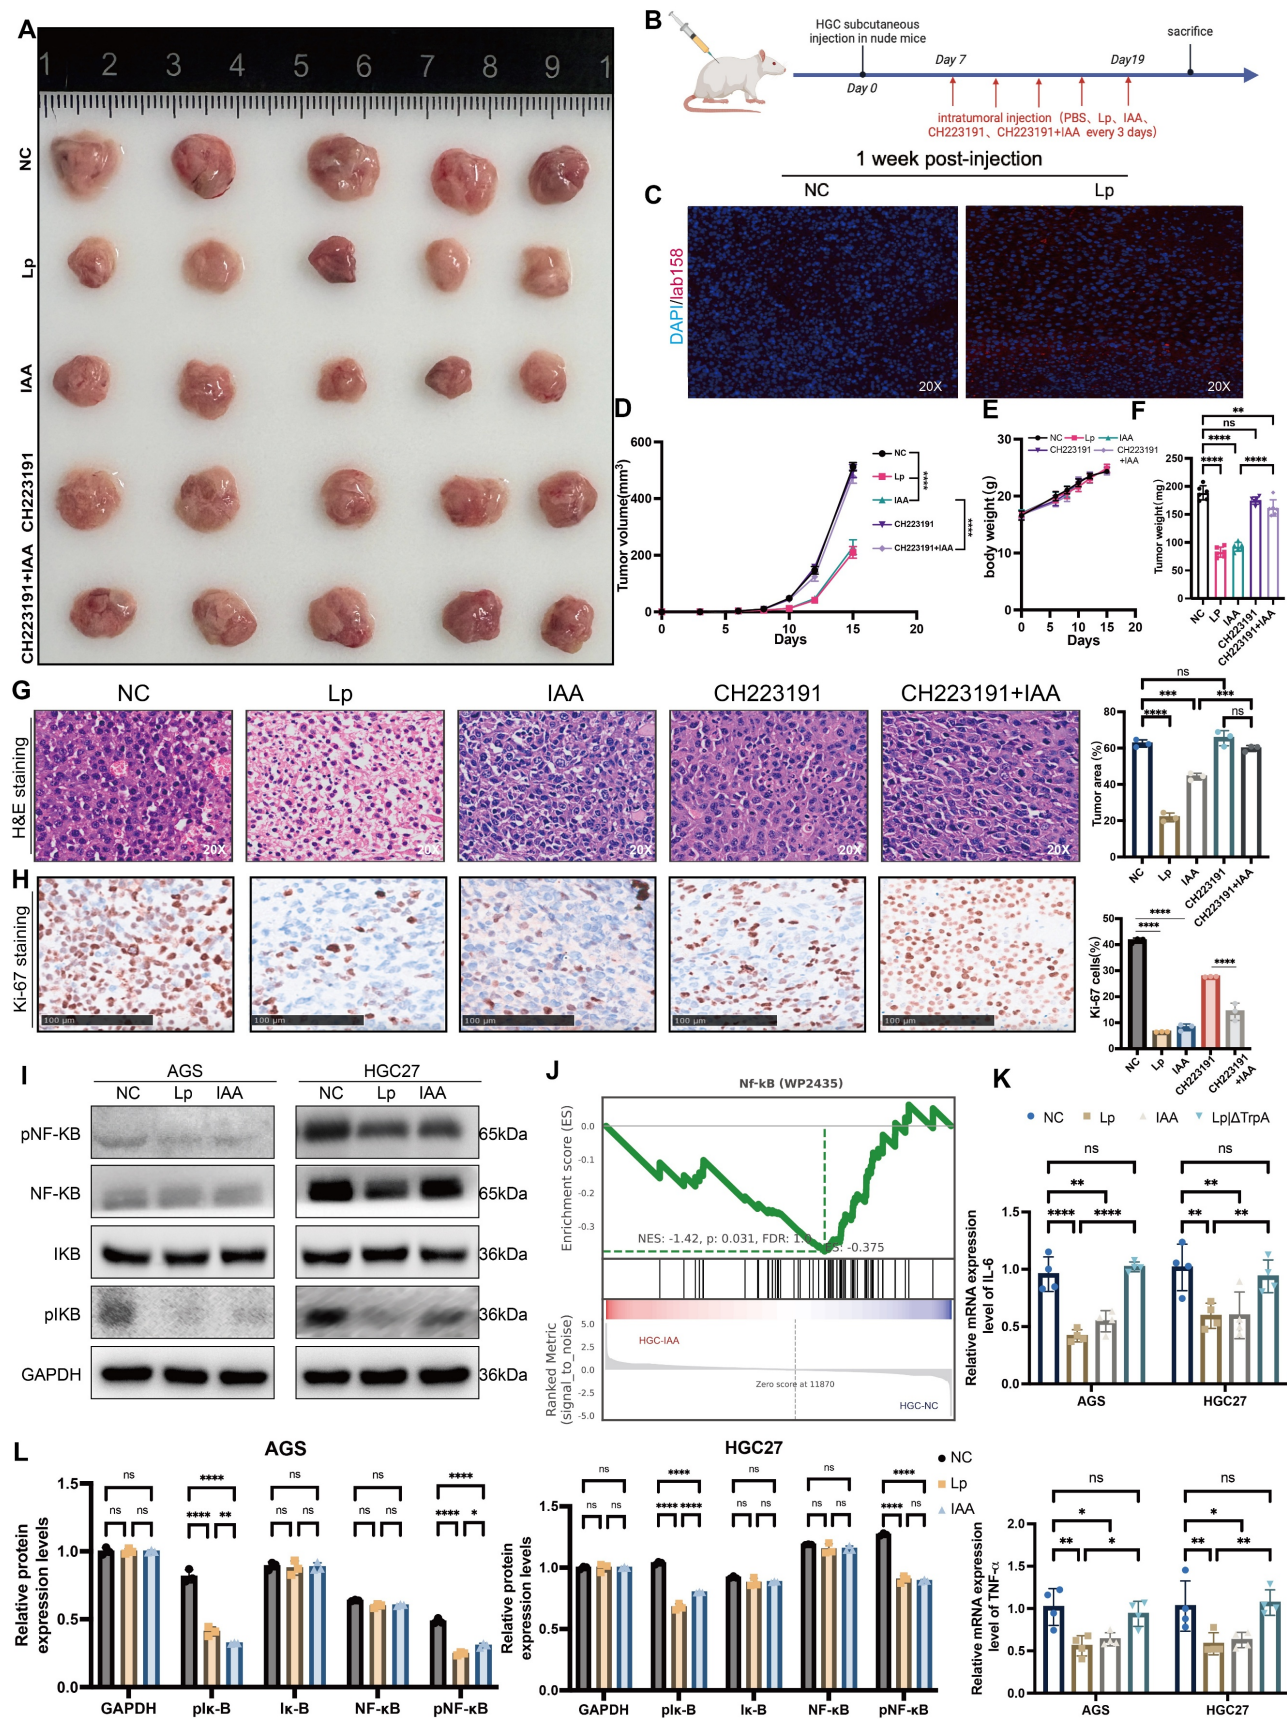 A
1 2 3 4 5 6 7 8 9 1
NC
Lp
IAA
CH223191
CH223191+IAA
B
HGC subcutaneous
injection in nude mice
sacrifice
Day 7
Day19
Day 0
intratumoral injection（PBS、Lp、IAA、
CH223191、CH223191+IAA every 3 days）
1 week post-injection
NC
Lp
C
DAPI/lab158
20X
20X
D
Tumor volume(mm³)
600
400
200
0
0 5 10 15 20
Days
NC
Lp
IAA
CH223191
CH223191+IAA
****
****
E
NC Lp IAA
CH223191 CH223191
+IAA
body weight (g)
30
20
10
0
0 5 10 15 20
Days
F
**
ns
****
**** ****
Tumor weight(mg)
250
200
150
100
50
0
NC
LP
IAA
CH223191
CH223191+IAA
G
NC Lp IAA CH223191 CH223191+IAA
H&E staining
20X 20X 20X 20X 20X
ns
*** ***
**** ns
Tumor area (%)
80
60
40
20
0
NC
Lp
IAA
CH223191
CH223191+IAA
H
Ki-67 staining
100 μm 100 μm 100 μm 100 μm 100 μm
****
****
****
Ki-67 cells(%)
50
40
30
20
10
0
NC
Lp
IAA
CH223191
CH223191
+IAA
I
AGS HGC27
NC Lp IAA NC Lp IAA
pNF-KB 65kDa
NF-KB 65kDa
IKB 36kDa
pIKB 36kDa
GAPDH 36kDa
J
Nf-kB (WP2435)
Enrichment score (ES)
0.0
-0.1
-0.2
-0.3
NES: -1.42, p: 0.031, FDR: 1.0
ES: -0.375
Ranked Metric
(signal_to_noise)
5.0
2.5
0.0
-2.5
-5.0
HGC-IAA
Zero score at 11870
HGC-NC
K
NC Lp IAA Lp|ΔTrpA
ns ns
** **
**** **** ** **
Relative mRNA expression
level of IL-6
1.5
1.0
0.5
0.0
AGS HGC27
ns ns
* *
** * ** **
Relative mRNA expression
level of TNF-α
2.0
1.5
1.0
0.5
0.0
AGS HGC27
L
AGS
ns **** ns ns ****
ns ns **** ** ns ns ns ns **** *
Relative protein
expression levels
1.5
1.0
0.5
0.0
GAPDH pIκ-B Iκ-B NF-κB pNF-κB
HGC27
NC
Lp
IAA
ns **** ns ns ****
ns ns **** **** ns ns ns ns **** ns
Relative protein
expression levels
1.5
1.0
0.5
0.0
GAPDH pIκ-B Iκ-B NF-κB pNF-κB